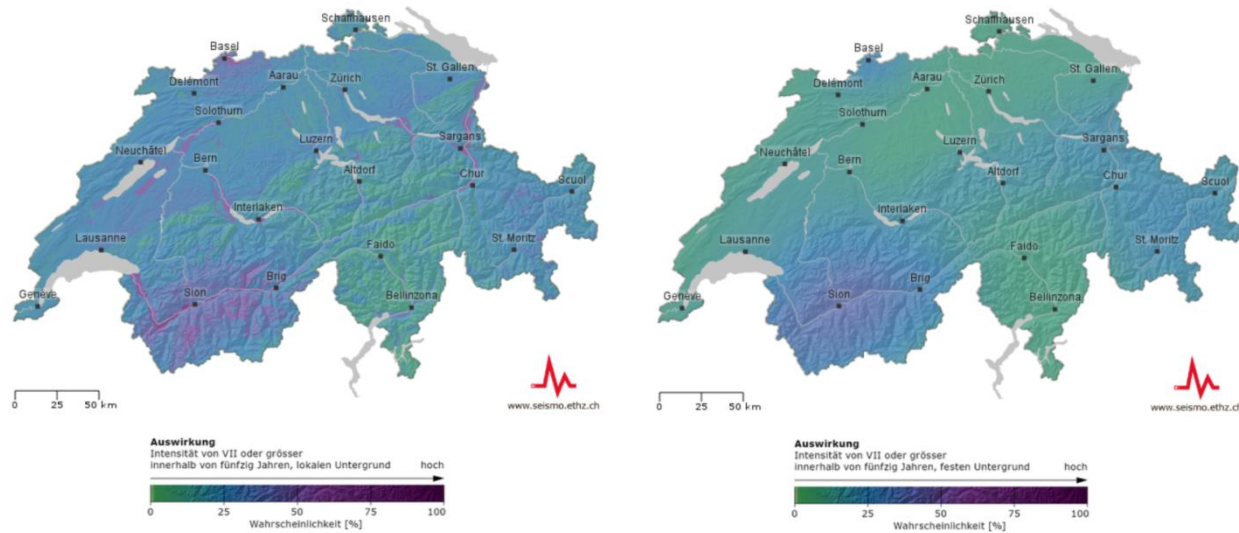 Schaffhausen
Basel
St. Gallen
Aarau
Zürich
Delémont
Solothurn
Luzern
Sargans
Neuchâtel
Bern
Altdorf
Chur
Scuol
Interlaken
Lausanne
Faido
St. Moritz
Brig
Sion
Genève
Bellinzona
0 25 50 km
www.seismo.ethz.ch
Auswirkung
Intensität von VII oder grösser
innerhalb von fünfzig Jahren, lokalen Untergrund hoch
0 25 50 75 100
Wahrscheinlichkeit [%]
Schaffhausen
Basel
St. Gallen
Aarau
Zürich
Delémont
Solothurn
Luzern
Sargans
Neuchâtel
Bern
Altdorf
Chur
Scuol
Interlaken
Lausanne
Faido
St. Moritz
Brig
Sion
Genève
Bellinzona
0 25 50 km
www.seismo.ethz.ch
Auswirkung
Intensität von VII oder grösser
innerhalb von fünfzig Jahren, festen Untergrund hoch
0 25 50 75 100
Wahrscheinlichkeit [%]